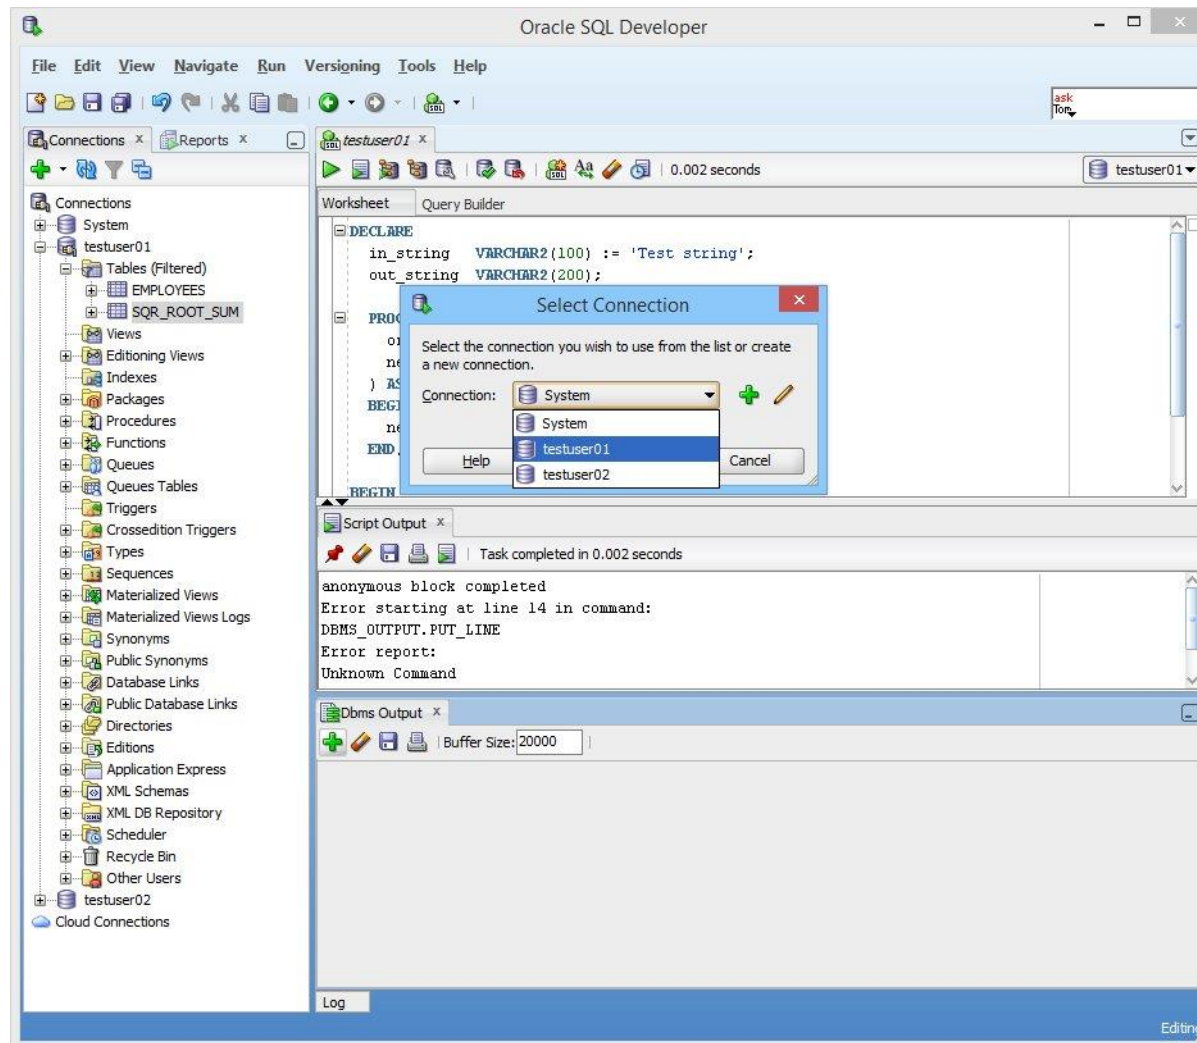 Oracle SQL Developer
File Edit View Navigate Run Versioning Tools Help
ask
Tom
Connections Reports
testuser01
0.002 seconds
testuser01
Connections
System
testuser01
Tables (Filtered)
EMPLOYEES
SQR_ROOT_SUM
Views
Editioning Views
Indexes
Packages
Procedures
Functions
Queues
Queues Tables
Triggers
Crossedition Triggers
Types
Sequences
Materialized Views
Materialized Views Logs
Synonyms
Public Synonyms
Database Links
Public Database Links
Directories
Editions
Application Express
XML Schemas
XML DB Repository
Scheduler
Recycle Bin
Other Users
testuser02
Cloud Connections
Worksheet Query Builder
DECLARE
in_string VARCHAR2(100) := 'Test string';
out_string VARCHAR2(200);
PROC
ne
) AS
BEGI
ne
END
BEGIN
Select Connection
Select the connection you wish to use from the list or create
a new connection.
Connection: System
System
testuser01
testuser02
Help Cancel
Script Output
Task completed in 0.002 seconds
anonymous block completed
Error starting at line 14 in command:
DBMS_OUTPUT.PUT_LINE
Error report:
Unknown Command
Dbms Output
Buffer Size: 20000
Log
Editing